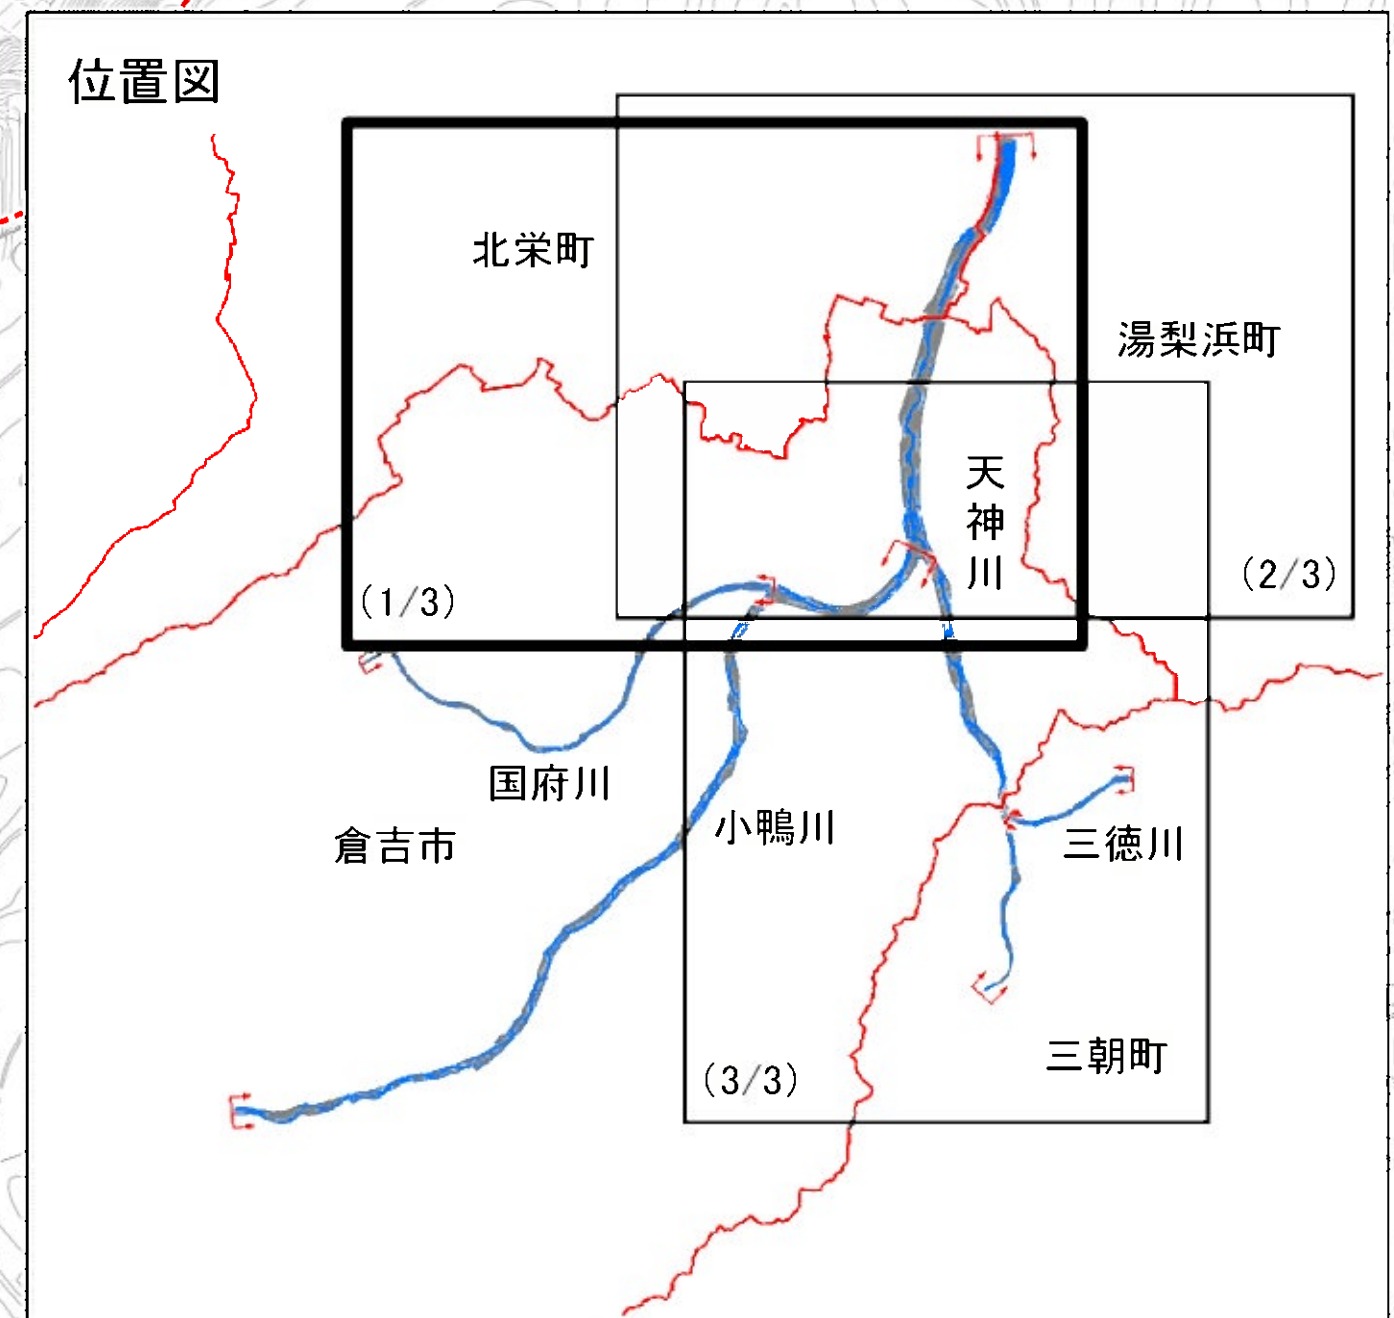 位置図
北栄町
湯梨浜町
天神川
(2/3)
(1/3)
国府川
小鴨川
倉吉市
三徳川
三朝町
(3/3)